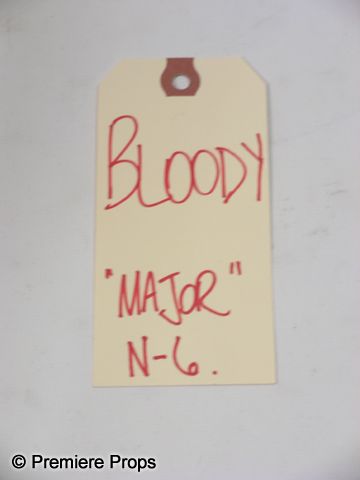 BLOODY
"MAJOR"
N-6.
© Premiere Props